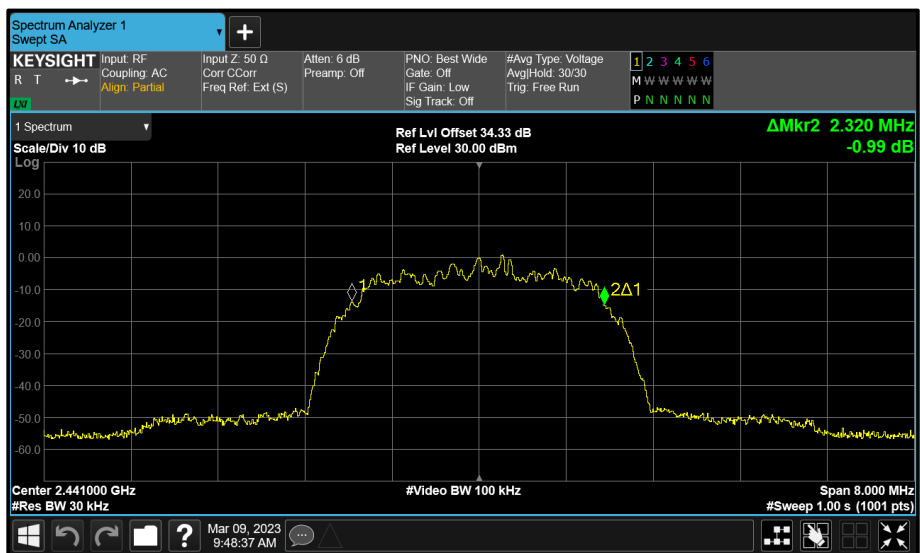 Spectrum Analyzer 1
Swept SA
KEYSIGHT
R T
LXI
Input: RF
Coupling: AC
Align: Partial
Input Z: 50 Ω
Corr CCorr
Freq Ref: Ext (S)
Atten: 6 dB
Preamp: Off
PNO: Best Wide
Gate: Off
IF Gain: Low
Sig Track: Off
#Avg Type: Voltage
Avg|Hold: 30/30
Trig: Free Run
1 2 3 4 5 6
M W W W W W
P N N N N N
1 Spectrum
Scale/Div 10 dB
Log
Ref Lvl Offset 34.33 dB
Ref Level 30.00 dBm
ΔMkr2 2.320 MHz
-0.99 dB
20.0
10.0
0.00
-10.0
1
2Δ1
-20.0
-30.0
-40.0
-50.0
-60.0
Center 2.441000 GHz
#Res BW 30 kHz
#Video BW 100 kHz
Span 8.000 MHz
#Sweep 1.00 s (1001 pts)
?
Mar 09, 2023
9:48:37 AM